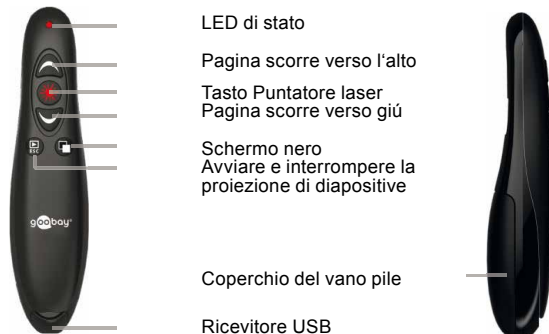 LED di stato
Pagina scorre verso l‘alto
Tasto Puntatore laser
Pagina scorre verso giú
Schermo nero
ESC
Avviare e interrompere la
proiezione di diapositive
goobay
Coperchio del vano pile
Ricevitore USB